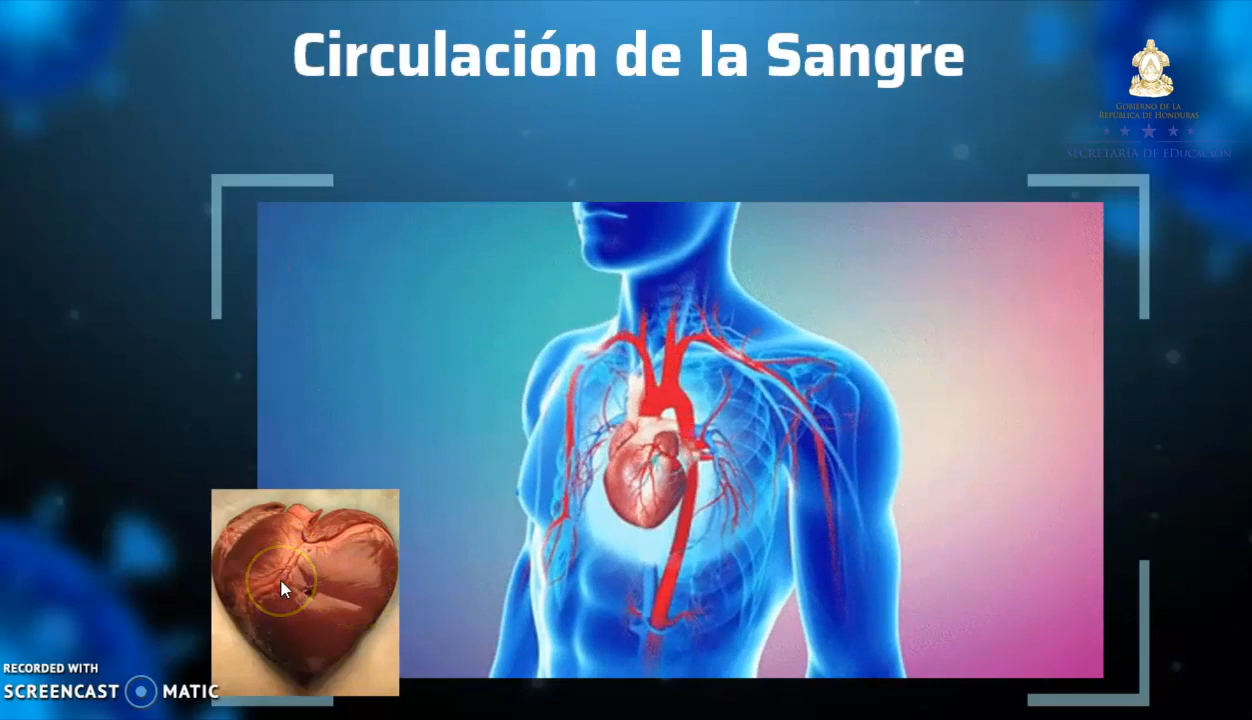 Circulación de la Sangre
GOBIERNO DE LA
REPÚBLICA DE HONDURAS
SECRETARÍA DE EDUCACIÓN
RECORDED WITH
SCREENCAST MATIC